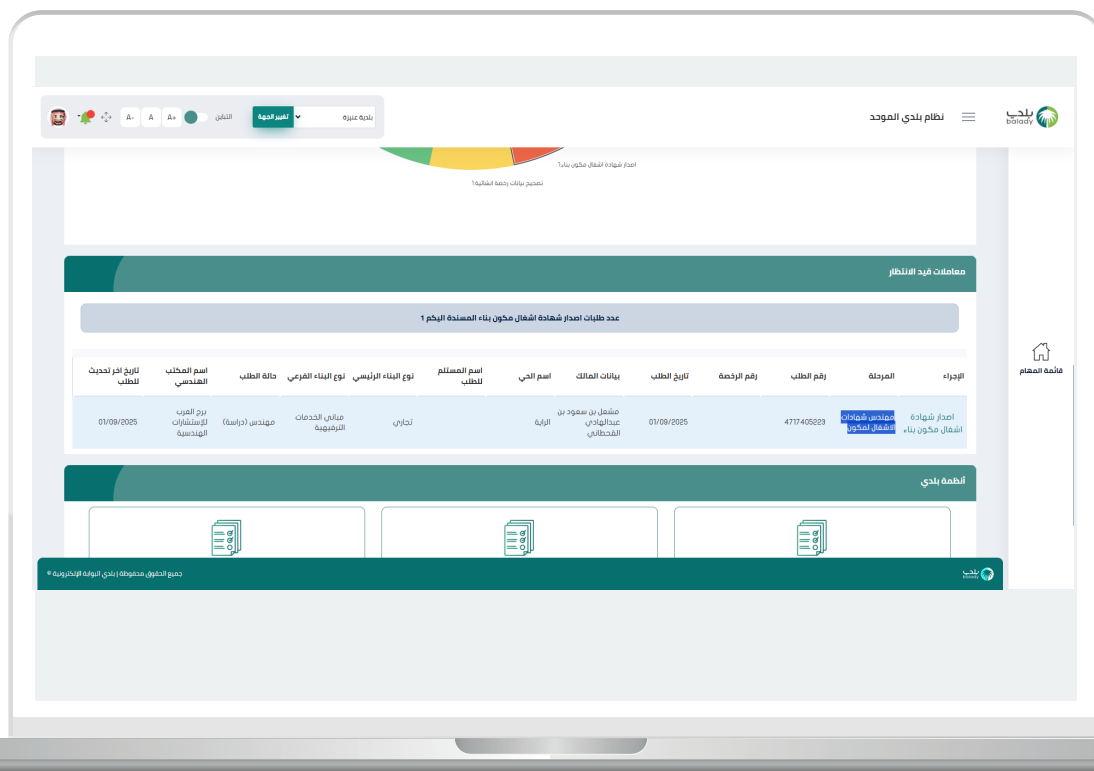 بلدي
balady
نظام بلدي الموحد
بلدية عنيزة
تغيير الجهة
التباين
A+
A
A-
اصدار شهادة اشغال مكون بناء1
تصحيح بيانات رخصة انشائية1
قائمة المهام
معاملات قيد الانتظار
عدد طلبات اصدار شهادة اشغال مكون بناء المسندة اليكم 1
الإجراء
المرحلة
رقم الطلب
رقم الرخصة
تاريخ الطلب
بيانات المالك
اسم الحي
اسم المستلم
للطلب
نوع البناء الرئيسي
نوع البناء الفرعي
حالة الطلب
اسم المكتب
الهندسي
تاريخ اخر تحديث
للطلب
اصدار شهادة
اشغال مكون بناء
مهندس شهادات
الاشغال لمكون
4717405223
01/09/2025
مشعل بن سعود بن
عبدالهادي
القحطاني
الراية
تجاري
مباني الخدمات
الترفيهية
مهندس (دراسة)
برج العرب
للإستشارات
الهندسية
01/09/2025
أنظمة بلدي
بلدي
balady
جميع الحقوق محفوظة | بلدي البوابة الإلكترونية ©